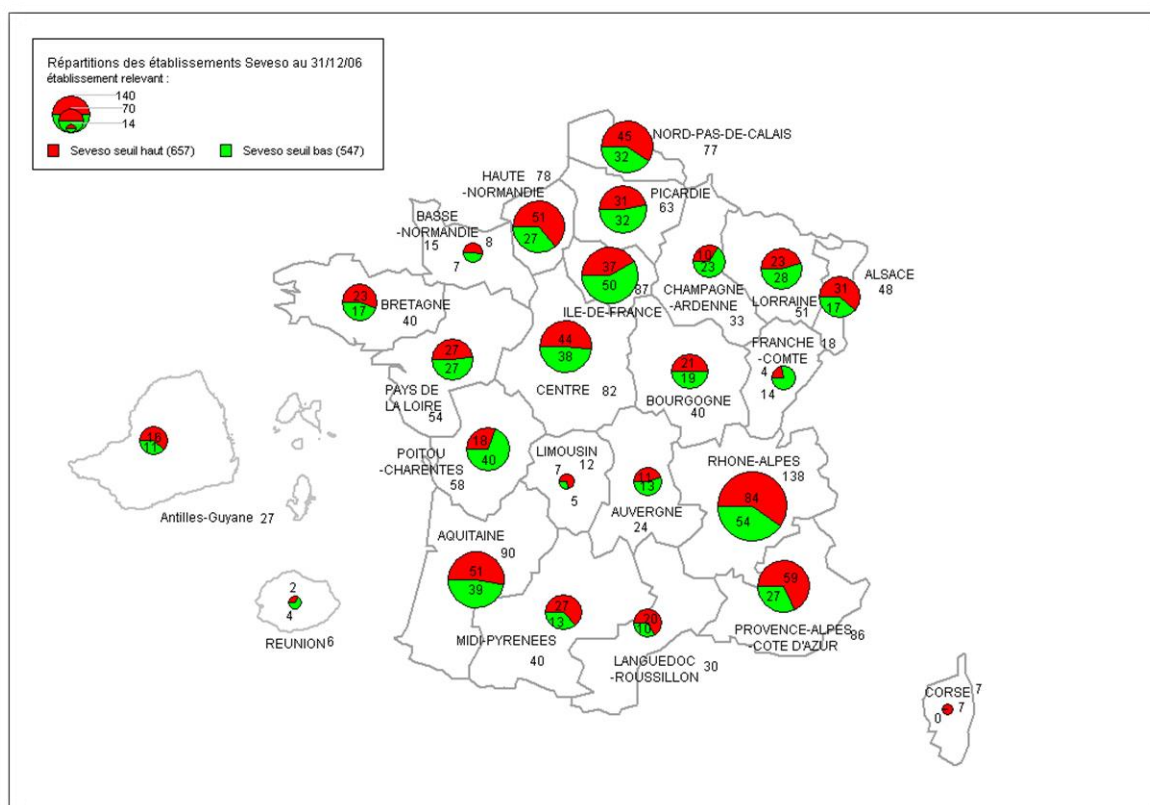 Répartitions des établissements Seveso au 31/12/06
établissement relevant :
140
70
14
Seveso seuil haut (657) Seveso seuil bas (547)
45
32
NORD-PAS-DE-CALAIS
77
HAUTE 78
-NORMANDIE
51
27
31
32
PICARDIE
63
BASSE
-NORMANDIE
15
8
7
37
50
87
ILE-DE-FRANCE
10
23
CHAMPAGNE
-ARDENNE
33
23
28
LORRAINE
51
31
17
ALSACE
48
23
17
BRETAGNE
40
27
27
PAYS DE
LA LOIRE
54
44
38
CENTRE 82
21
19
BOURGOGNE
40
FRANCHE 18
-COMTE
4
14
16
11
Antilles-Guyane 27
18
40
POITOU
-CHARENTES
58
LIMOUSIN
7 12
5
11
13
AUVERGNE
24
RHONE-ALPES
138
84
54
AQUITAINE
90
51
39
27
13
MIDI-PYRENEES
40
20
10
LANGUEDOC 30
-ROUSSILLON
59
27
PROVENCE-ALPES 86
-COTE D'AZUR
2
4
REUNION 6
CORSE 7
7
0